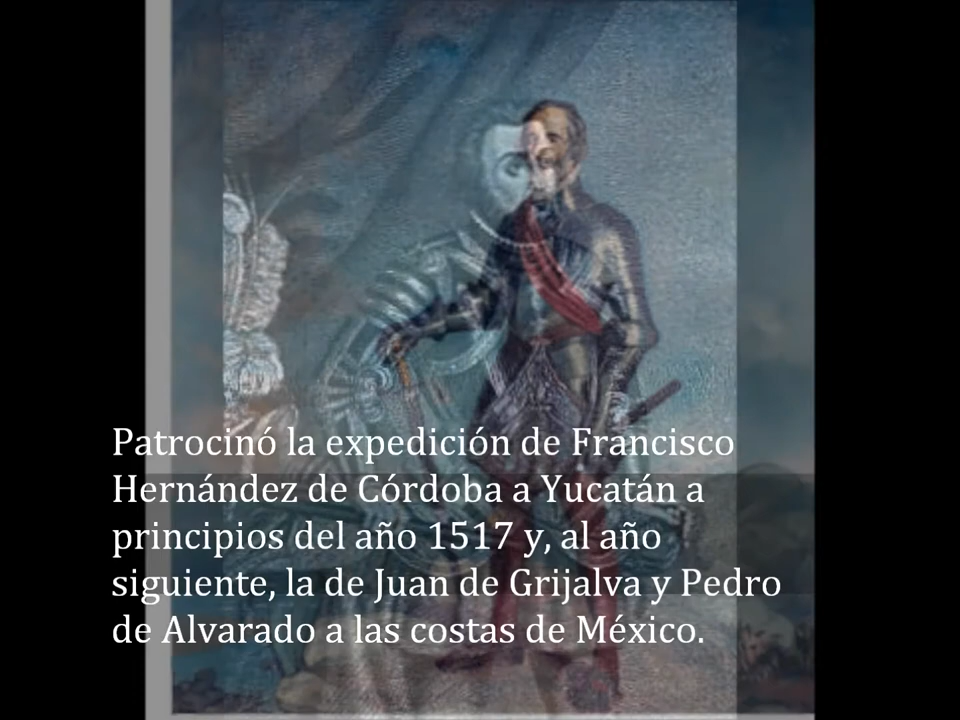 Patrocinó la expedición de Francisco
Hernández de Córdoba a Yucatán a
principios del año 1517 y, al año
siguiente, la de Juan de Grijalva y Pedro
de Alvarado a las costas de México.